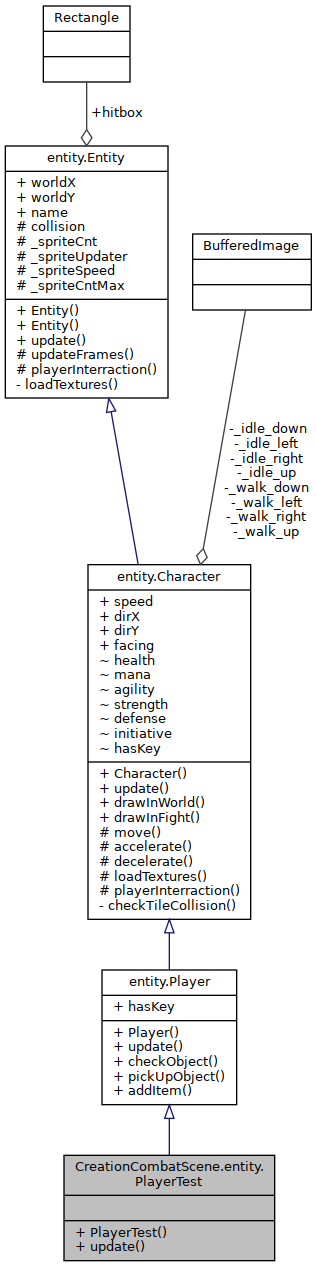 Rectangle
+hitbox
entity.Entity
+ worldX
+ worldY
+ name
# collision
# _spriteCnt
# _spriteUpdater
# _spriteSpeed
# _spriteCntMax
+ Entity()
+ Entity()
+ update()
# updateFrames()
# playerInterraction()
- loadTextures()
BufferedImage
-_idle_down
-_idle_left
-_idle_right
-_idle_up
-_walk_down
-_walk_left
-_walk_right
-_walk_up
entity.Character
+ speed
+ dirX
+ dirY
+ facing
~ health
~ mana
~ agility
~ strength
~ defense
~ initiative
~ hasKey
+ Character()
+ update()
+ drawInWorld()
+ drawInFight()
# move()
# accelerate()
# decelerate()
# loadTextures()
# playerInterraction()
- checkTileCollision()
entity.Player
+ hasKey
+ Player()
+ update()
+ checkObject()
+ pickUpObject()
+ addItem()
CreationCombatScene.entity.
PlayerTest
+ PlayerTest()
+ update()